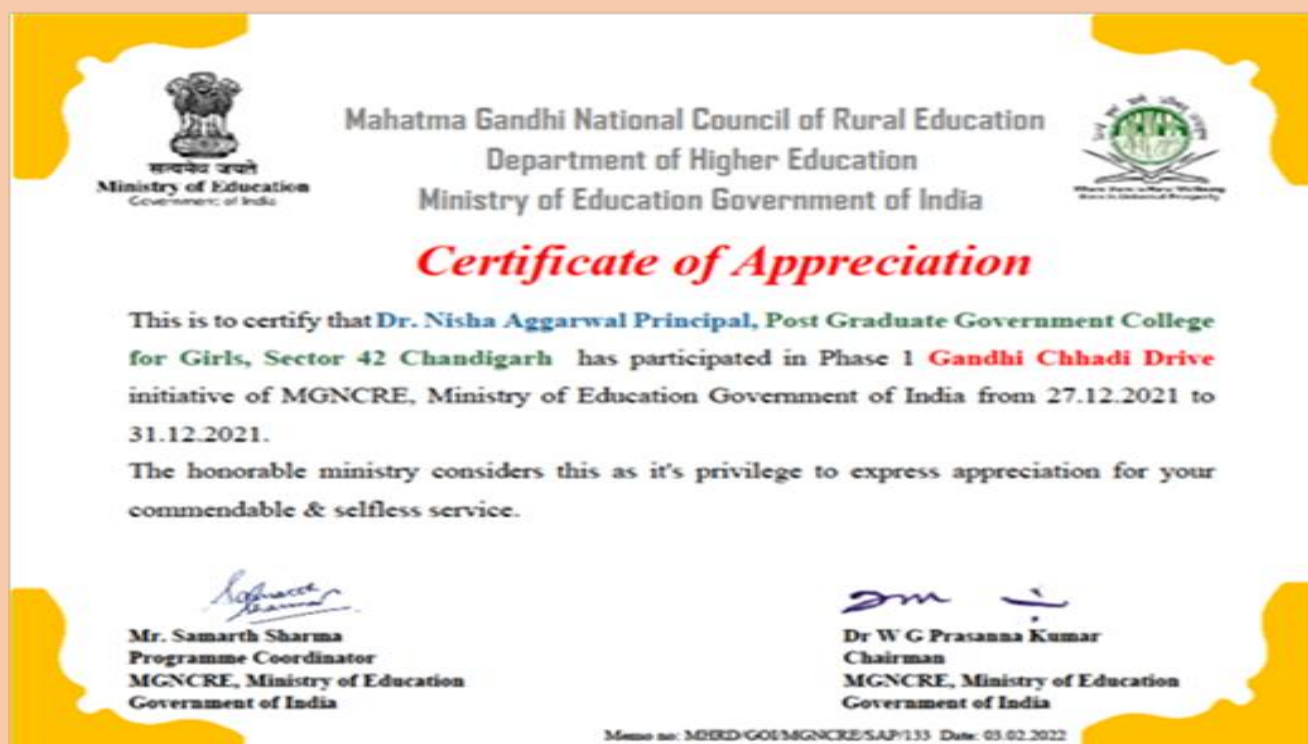 सत्यमेव जयते
Ministry of Education
Government of India
Mahatma Gandhi National Council of Rural Education
Department of Higher Education
Ministry of Education Government of India
Certificate of Appreciation
This is to certify that Dr. Nisha Aggarwal Principal, Post Graduate Government College
for Girls, Sector 42 Chandigarh has participated in Phase 1 Gandhi Chhadi Drive
initiative of MGNCRE, Ministry of Education Government of India from 27.12.2021 to
31.12.2021.
The honorable ministry considers this as it's privilege to express appreciation for your
commendable & selfless service.
Mr. Samarth Sharma
Programme Coordinator
MGNCRE, Ministry of Education
Government of India
Dr W G Prasanna Kumar
Chairman
MGNCRE, Ministry of Education
Government of India
Memo no: MHRD/GOI/MGNCRE/SAP/133 Date: 03.02.2022